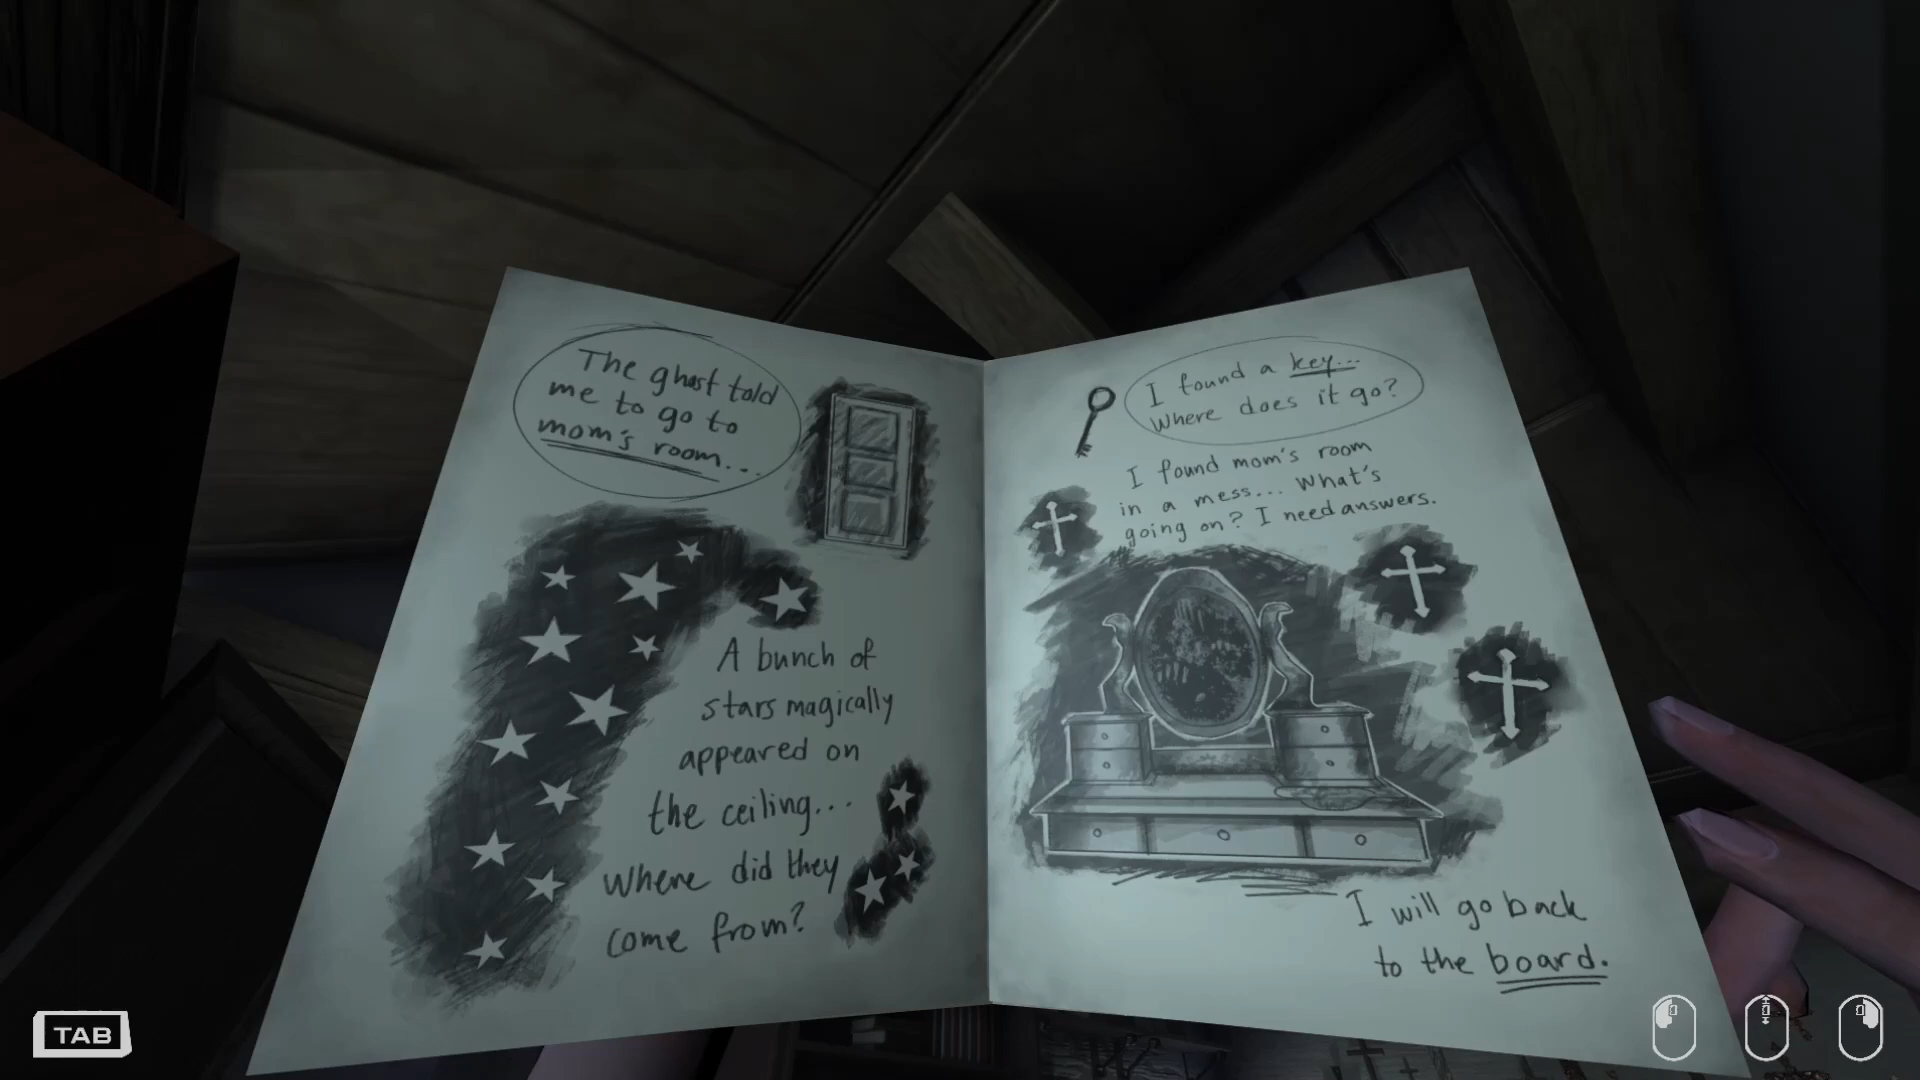 The ghost told
me to go to
mom's room...
A bunch of
stars magically
appeared on
the ceiling...
Where did they
come from?
I found a key...
Where does it go?
I found mom's room
in a mess... What's
going on? I need answers.
I will go back
to the board.
TAB